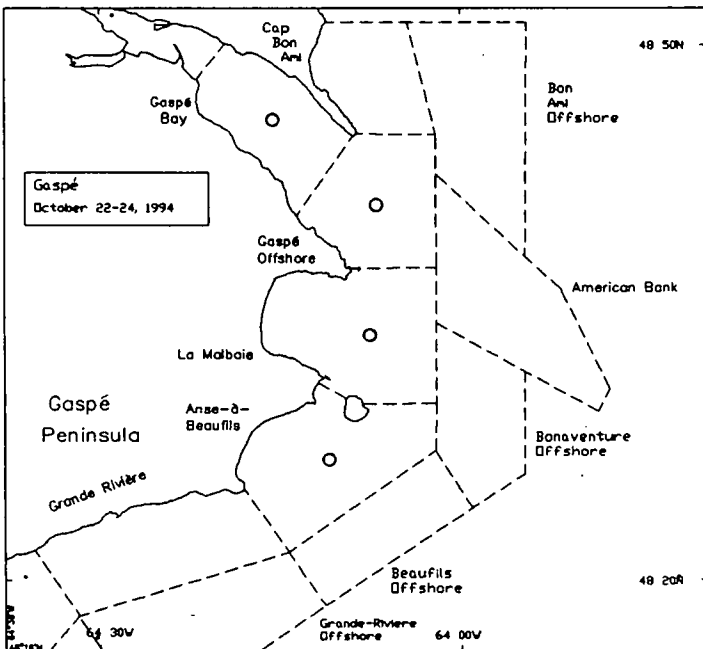 Cap
Bon
Ami
48 50N
Gaspé
Bay
Bon
Ami
Offshore
Gaspé
October 22-24, 1994
Gaspé
Offshore
American Bank
La Malbaie
Gaspé
Peninsula
Anse-à-
Beaufils
Bonaventure
Offshore
Grande Rivière
Beaufils
Offshore
48 20N
64 30W
Grande-Riviere
Offshore
64 00W